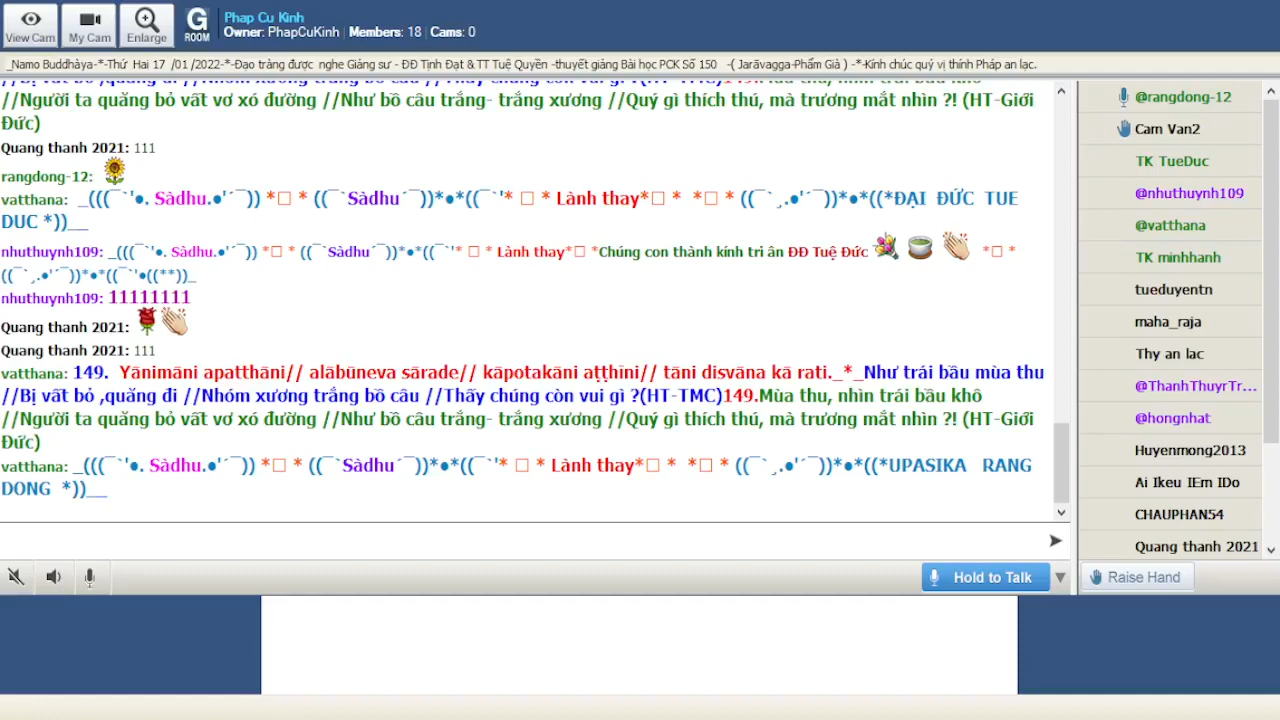 View Cam
My Cam
Enlarge
G
ROOM
Phap Cu Kinh
Owner: PhapCuKinh | Members: 18 | Cams: 0
_Namo Buddhàya-*-Thứ Hai 17 /01 /2022-*-Đạo tràng được nghe Giảng sư - ĐĐ Tịnh Đạt & TT Tuệ Quyền -thuyết giảng Bài học PCK Số 150 -( Jarāvagga-Phẩm Già ) -*-Kính chúc quý vị thính Pháp an lạc.
//Người ta quăng bỏ vất vơ xó đường //Như bồ câu trắng- trắng xương //Quý gì thích thú, mà trương mắt nhìn ?! (HT-Giới
Đức)
Quang thanh 2021: 111
rangdong-12:
vatthana: _(((¯`'●. Sàdhu.●'´¯)) *□ * ((¯`Sàdhu´¯))*●*((¯`'* □ * Lành thay*□ * *□ * ((¯`¸.●'´¯))*●*((*ĐẠI ĐỨC TUE
DUC *))__
nhuthuynh109: _(((¯`'●. Sàdhu.●'´¯)) *□ * ((¯`Sàdhu´¯))*●*((¯`'* □ * Lành thay*□ *Chúng con thành kính tri ân ĐĐ Tuệ Đức *□ *
((¯`¸.●'´¯))*●*((¯`'●((**))_
nhuthuynh109: 11111111
Quang thanh 2021:
Quang thanh 2021: 111
vatthana: 149. Yānimāni apatthāni// alābūneva sārade// kāpotakāni aṭṭhīni// tāni disvāna kā rati._*_Như trái bầu mùa thu
//Bị vất bỏ ,quăng đi //Nhóm xương trắng bồ câu //Thấy chúng còn vui gì ?(HT-TMC)149.Mùa thu, nhìn trái bầu khô
//Người ta quăng bỏ vất vơ xó đường //Như bồ câu trắng- trắng xương //Quý gì thích thú, mà trương mắt nhìn ?! (HT-Giới
Đức)
vatthana: _(((¯`'●. Sàdhu.●'´¯)) *□ * ((¯`Sàdhu´¯))*●*((¯`'* □ * Lành thay*□ * *□ * ((¯`¸.●'´¯))*●*((*UPASIKA RANG
DONG *))__
@rangdong-12
Cam Van2
TK TueDuc
@nhuthuynh109
@vatthana
TK minhhanh
tueduyentn
maha_raja
Thy an lac
@ThanhThuyrTr...
@hongnhat
Huyenmong2013
Ai Ikeu IEm IDo
CHAUPHAN54
Quang thanh 2021
Hold to Talk
Raise Hand